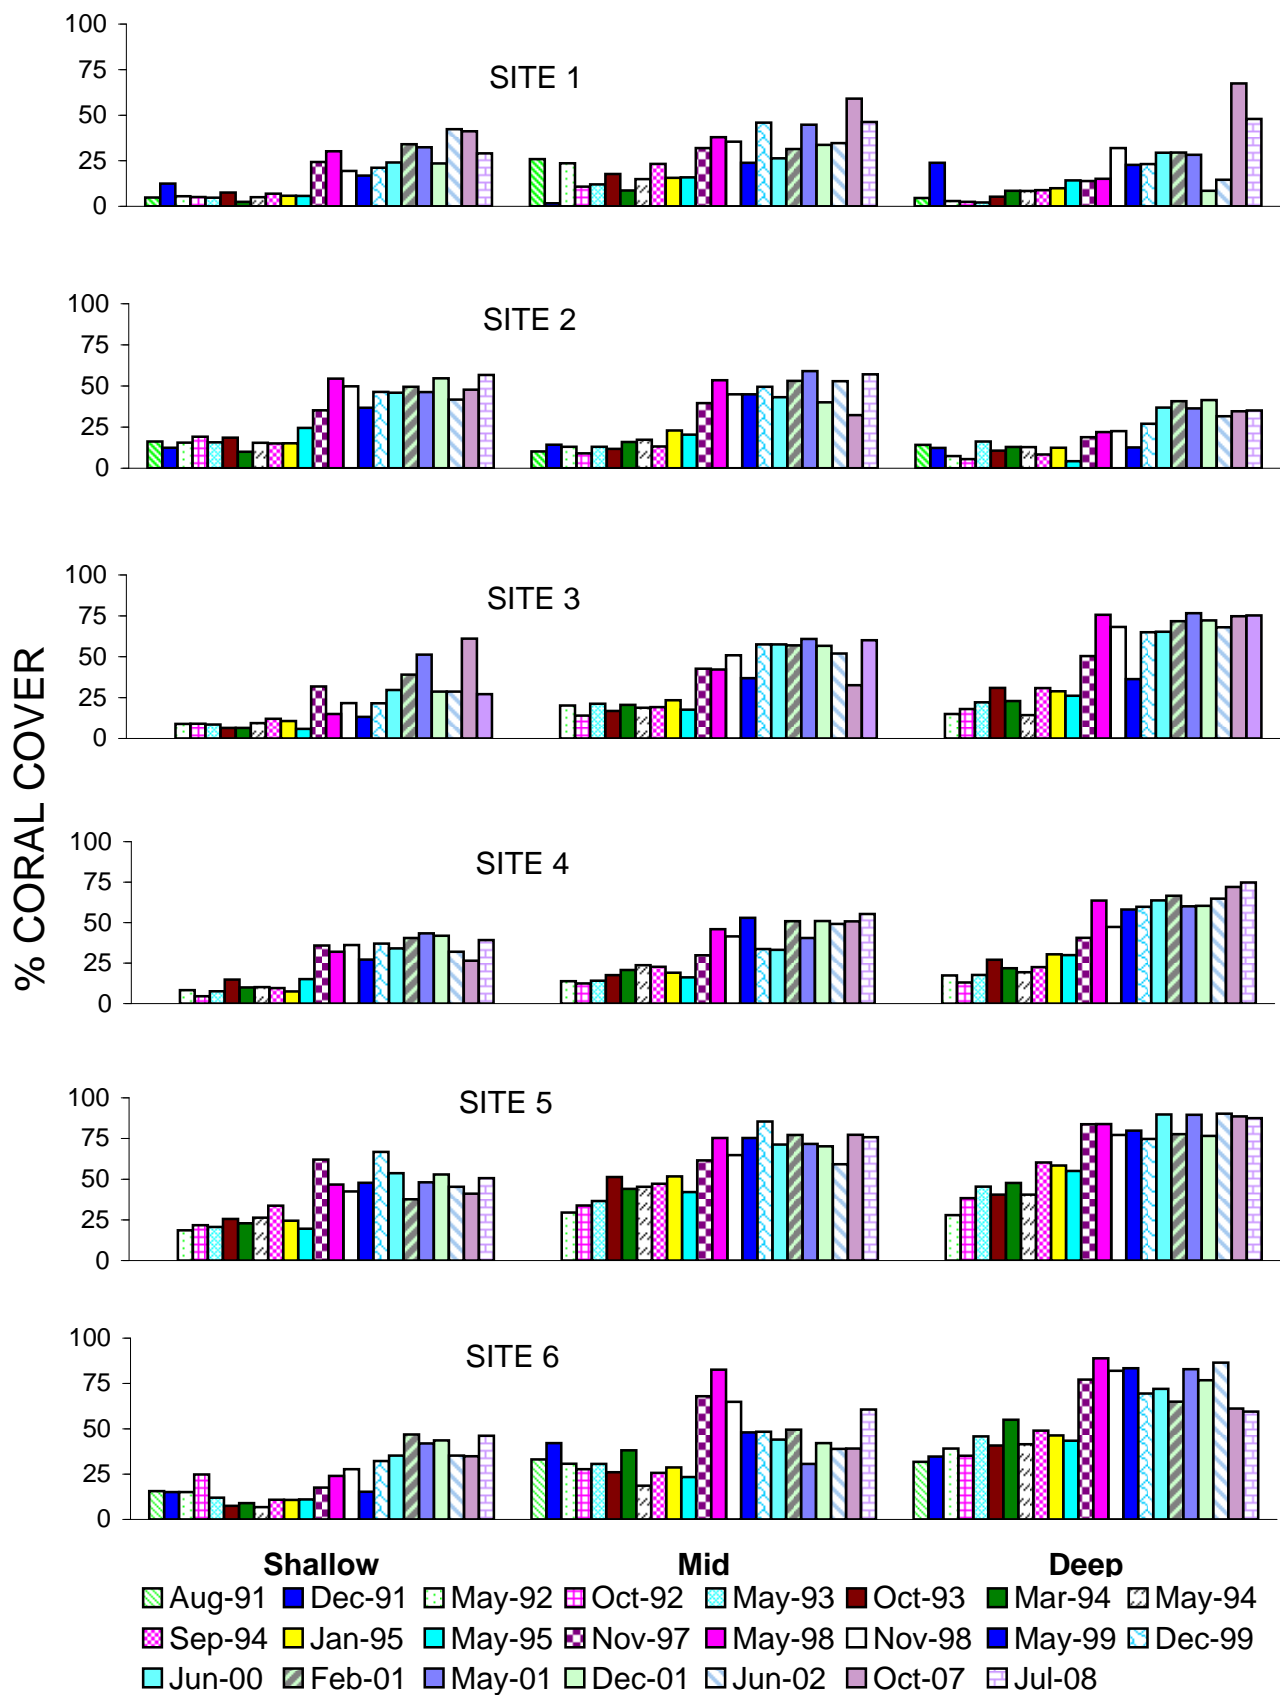 % CORAL COVER
SITE 1
100
75
50
25
0
SITE 2
100
75
50
25
0
SITE 3
100
75
50
25
0
SITE 4
100
75
50
25
0
SITE 5
100
75
50
25
0
SITE 6
100
75
50
25
0
Shallow Mid Deep
Aug-91 Dec-91 May-92 Oct-92 May-93 Oct-93 Mar-94 May-94
Sep-94 Jan-95 May-95 Nov-97 May-98 Nov-98 May-99 Dec-99
Jun-00 Feb-01 May-01 Dec-01 Jun-02 Oct-07 Jul-08